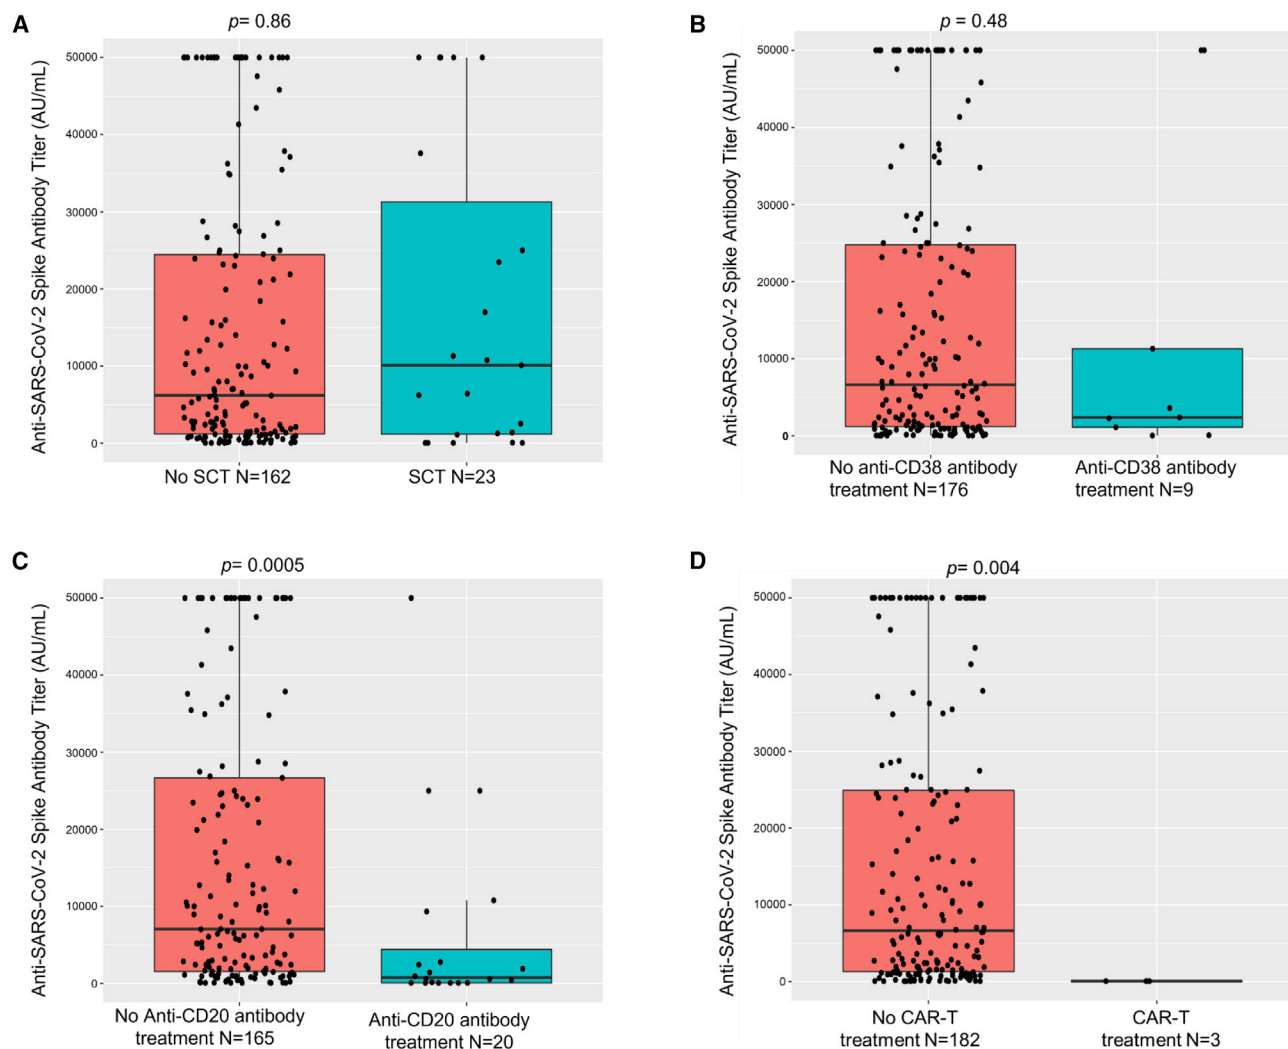 A
p= 0.86
Anti-SARS-CoV-2 Spike Antibody Titer (AU/mL)
50000
40000
30000
20000
10000
0
No SCT N=162
SCT N=23
B
p = 0.48
Anti-SARS-CoV-2 Spike Antibody Titer (AU/mL)
50000
40000
30000
20000
10000
0
No anti-CD38 antibody
treatment N=176
Anti-CD38 antibody
treatment N=9
C
p= 0.0005
Anti-SARS-CoV-2 Spike Antibody Titer (AU/mL)
50000
40000
30000
20000
10000
0
No Anti-CD20 antibody
treatment N=165
Anti-CD20 antibody
treatment N=20
D
p= 0.004
Anti-SARS-CoV-2 Spike Antibody Titer (AU/mL)
50000
40000
30000
20000
10000
0
No CAR-T
treatment N=182
CAR-T
treatment N=3